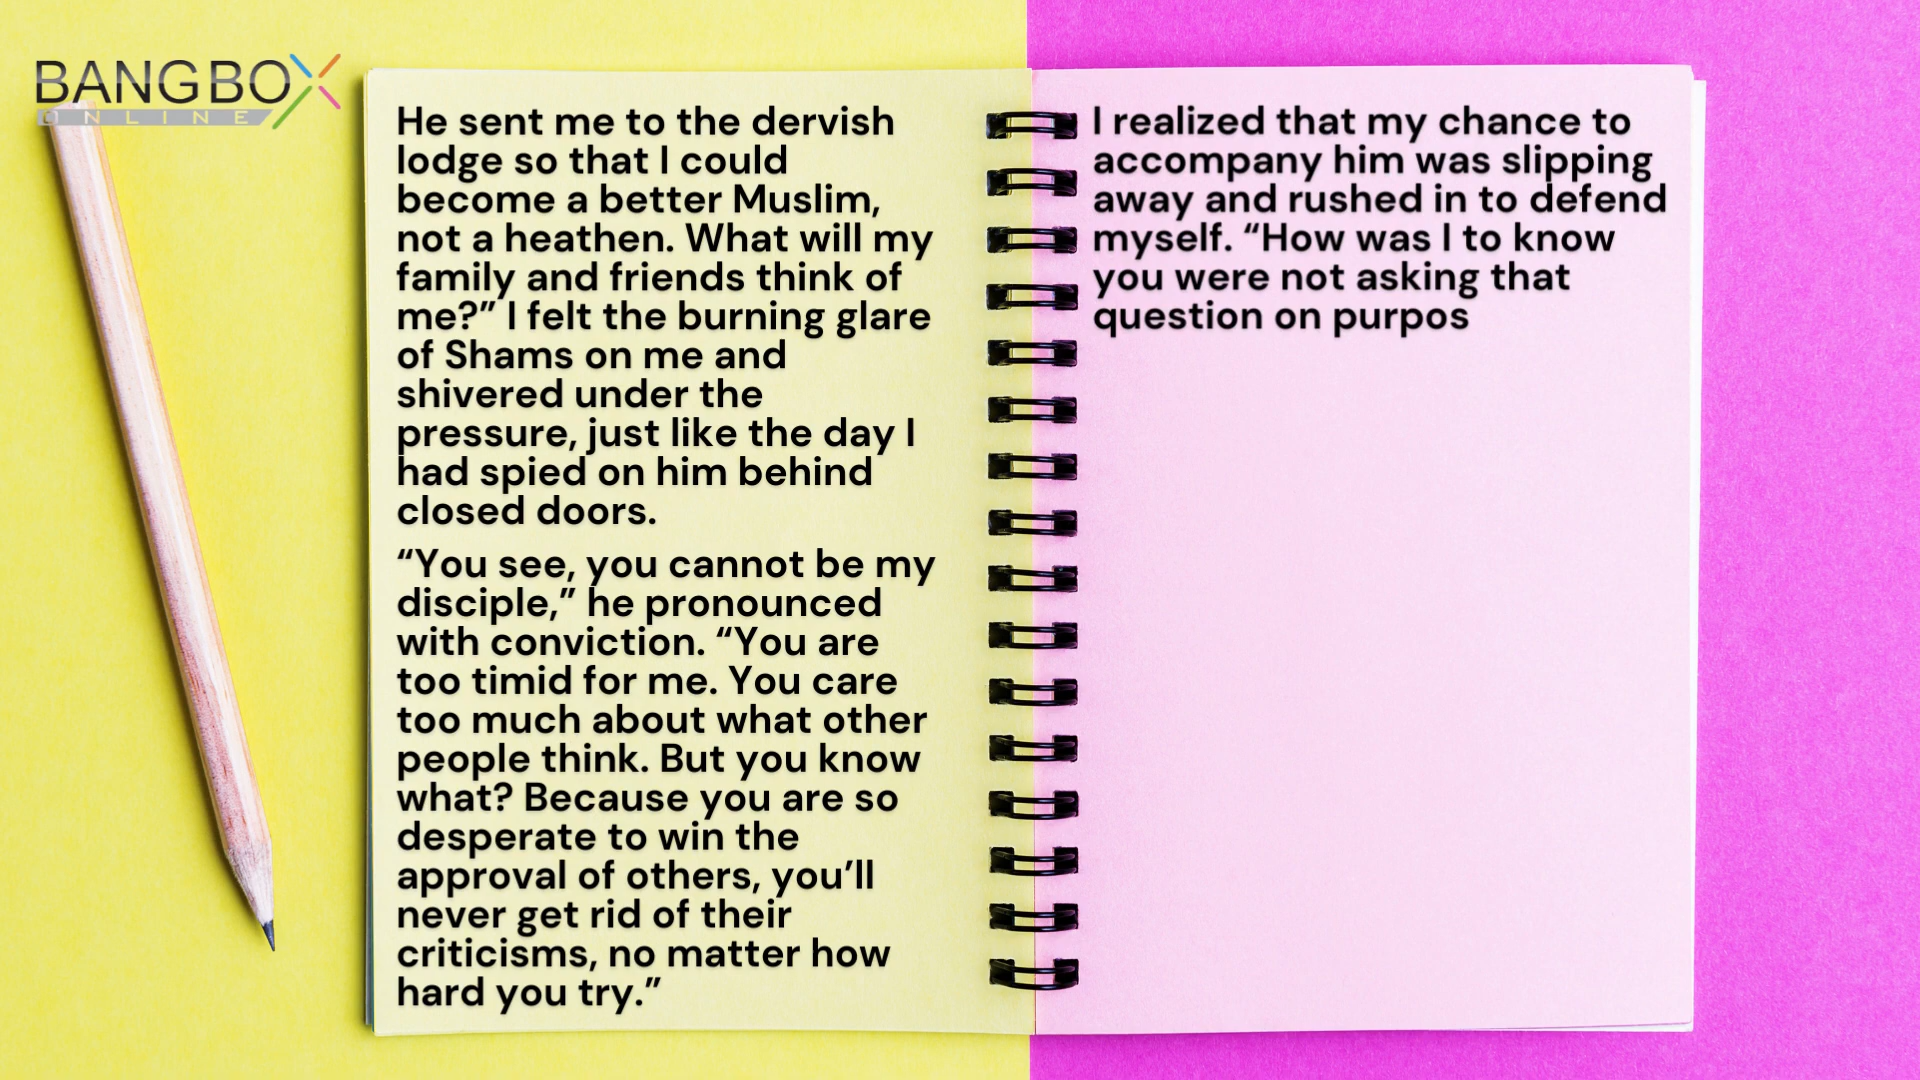 BANGBOX
ONLINE
He sent me to the dervish
lodge so that I could
become a better Muslim,
not a heathen. What will my
family and friends think of
me?” I felt the burning glare
of Shams on me and
shivered under the
pressure, just like the day I
had spied on him behind
closed doors.
“You see, you cannot be my
disciple,” he pronounced
with conviction. “You are
too timid for me. You care
too much about what other
people think. But you know
what? Because you are so
desperate to win the
approval of others, you’ll
never get rid of their
criticisms, no matter how
hard you try.”
I realized that my chance to
accompany him was slipping
away and rushed in to defend
myself. “How was I to know
you were not asking that
question on purpos